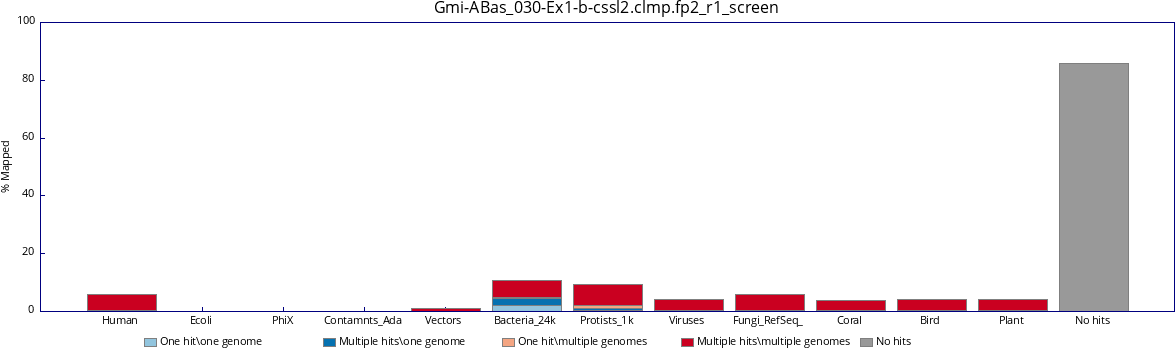 Gmi-ABas_030-Ex1-b-cssl2.clmp.fp2_r1_screen
% Mapped
100
80
60
40
20
0
Human Ecoli PhiX Contamnts_Ada Vectors Bacteria_24k Protists_1k Viruses Fungi_RefSeq_ Coral Bird Plant No hits
One hit\one genome Multiple hits\one genome One hit\multiple genomes Multiple hits\multiple genomes No hits